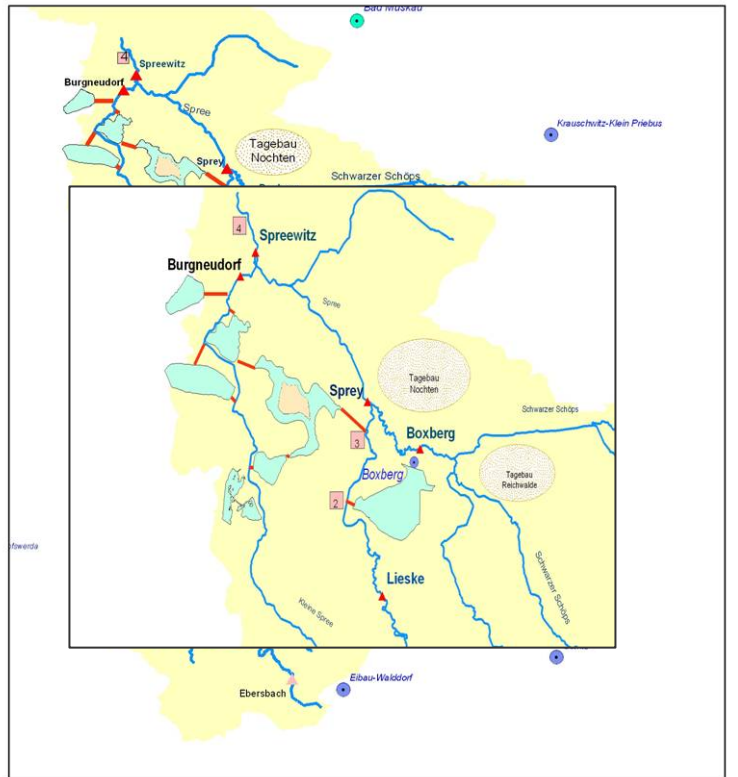 Bad Muskau
4
Spreewitz
Burgneudorf
Spree
Krauschwitz-Klein Priebus
Tagebau
Nochten
Sprey
Schwarzer Schöps
4
Spreewitz
Burgneudorf
Spree
Tagebau
Nochten
Sprey
Schwarzer Schöps
Boxberg
3
Boxberg
Tagebau
Reichwalde
2
Schwarzer Schöps
Lieske
Kleine Spree
Eibau-Walddorf
Ebersbach